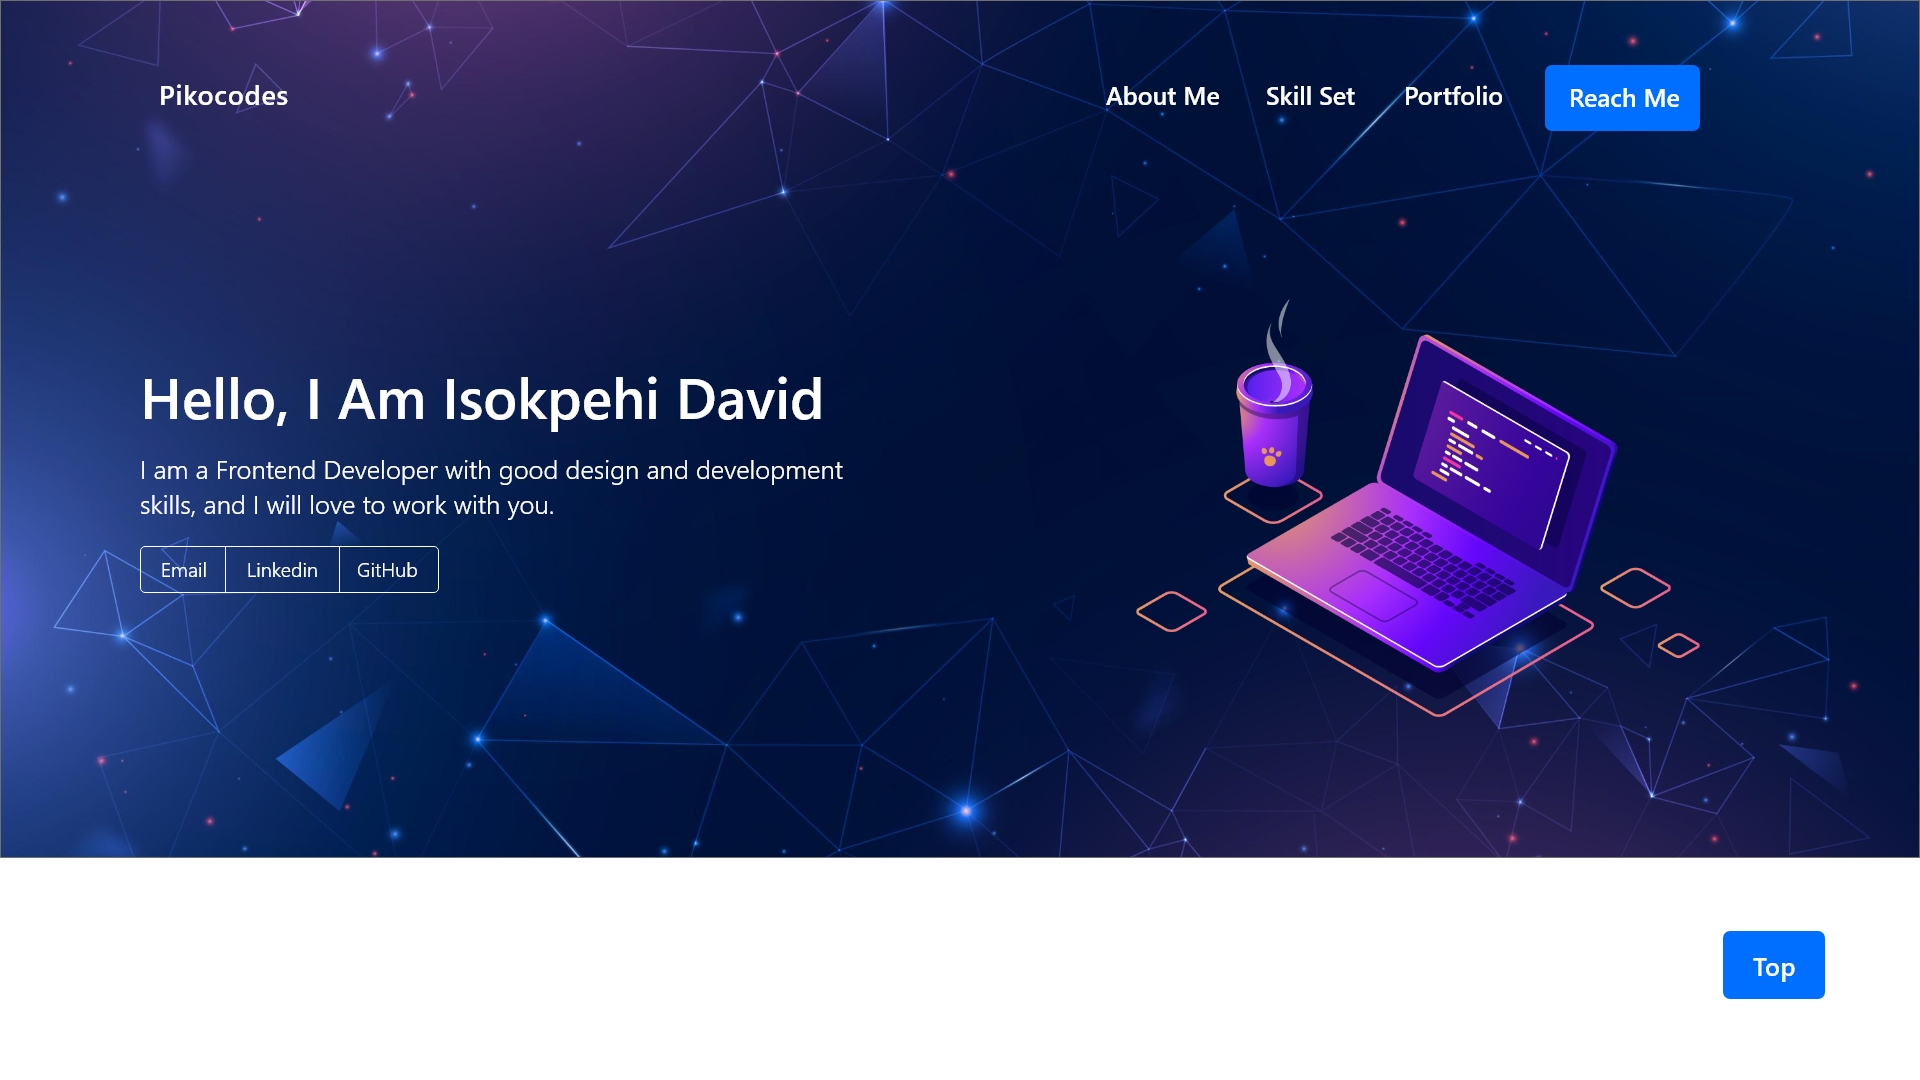 Pikocodes
About Me
Skill Set
Portfolio
Reach Me
Hello, I Am Isokpehi David
I am a Frontend Developer with good design and development
skills, and I will love to work with you.
Email
Linkedin
GitHub
Top